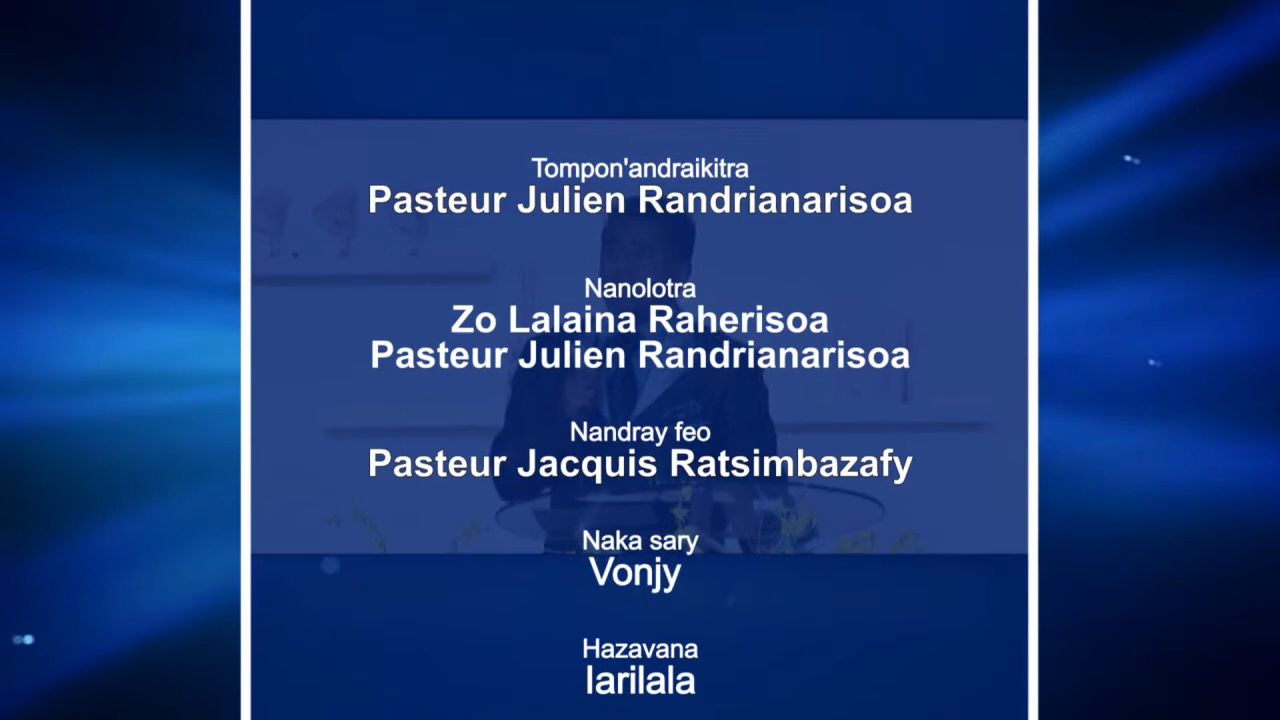 Tompon'andraikitra
Pasteur Julien Randrianarisoa
Nanolotra
Zo Lalaina Raherisoa
Pasteur Julien Randrianarisoa
Nandray feo
Pasteur Jacquis Ratsimbazafy
Naka sary
Vonjy
Hazavana
Iarilala